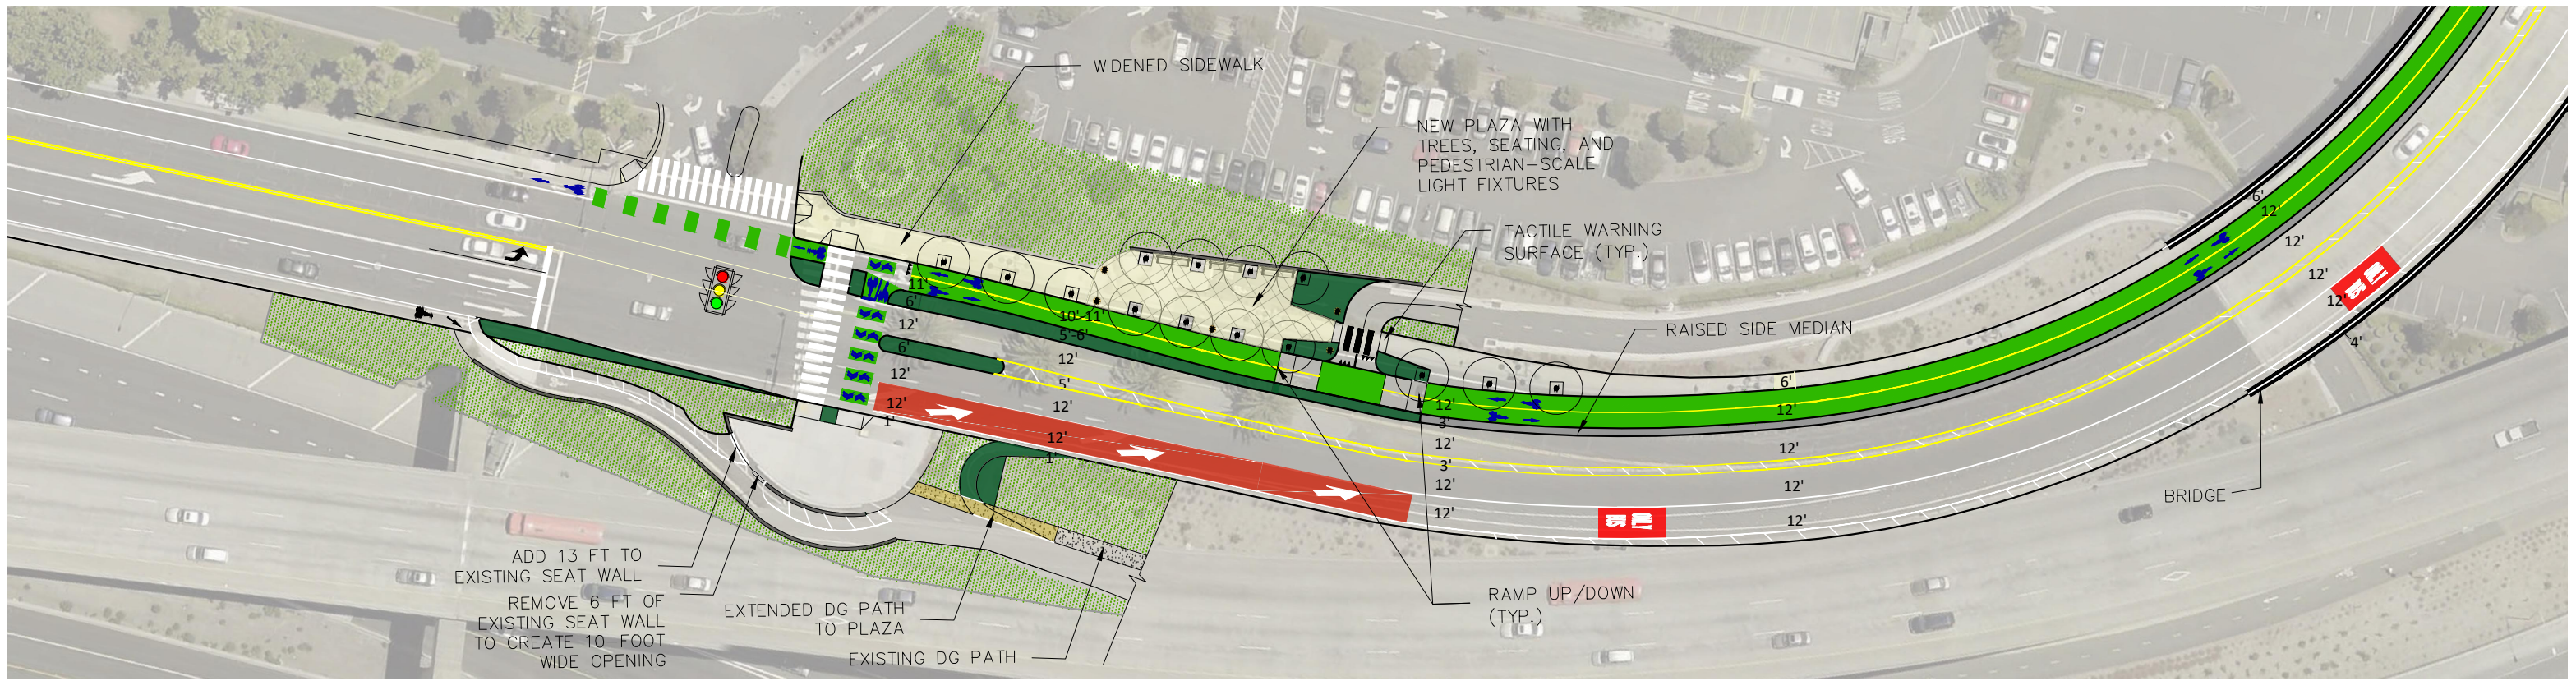 WIDENED SIDEWALK
NEW PLAZA WITH
TREES, SEATING, AND
PEDESTRIAN-SCALE
LIGHT FIXTURES
TACTILE WARNING
SURFACE (TYP.)
RAISED SIDE MEDIAN
6'
12'
12'
12'
12'
BUS
ONLY
4'
BRIDGE
11'
6'
12'
6'
12'
12'
1'
10'-11'
5'-6'
12'
5'
12'
12'
1'
12'
3'
12'
3'
12'
12'
6'
12'
12'
12'
12'
BUS
ONLY
RAMP UP/DOWN
(TYP.)
ADD 13 FT TO
EXISTING SEAT WALL
REMOVE 6 FT OF
EXISTING SEAT WALL
TO CREATE 10-FOOT
WIDE OPENING
EXTENDED DG PATH
TO PLAZA
EXISTING DG PATH